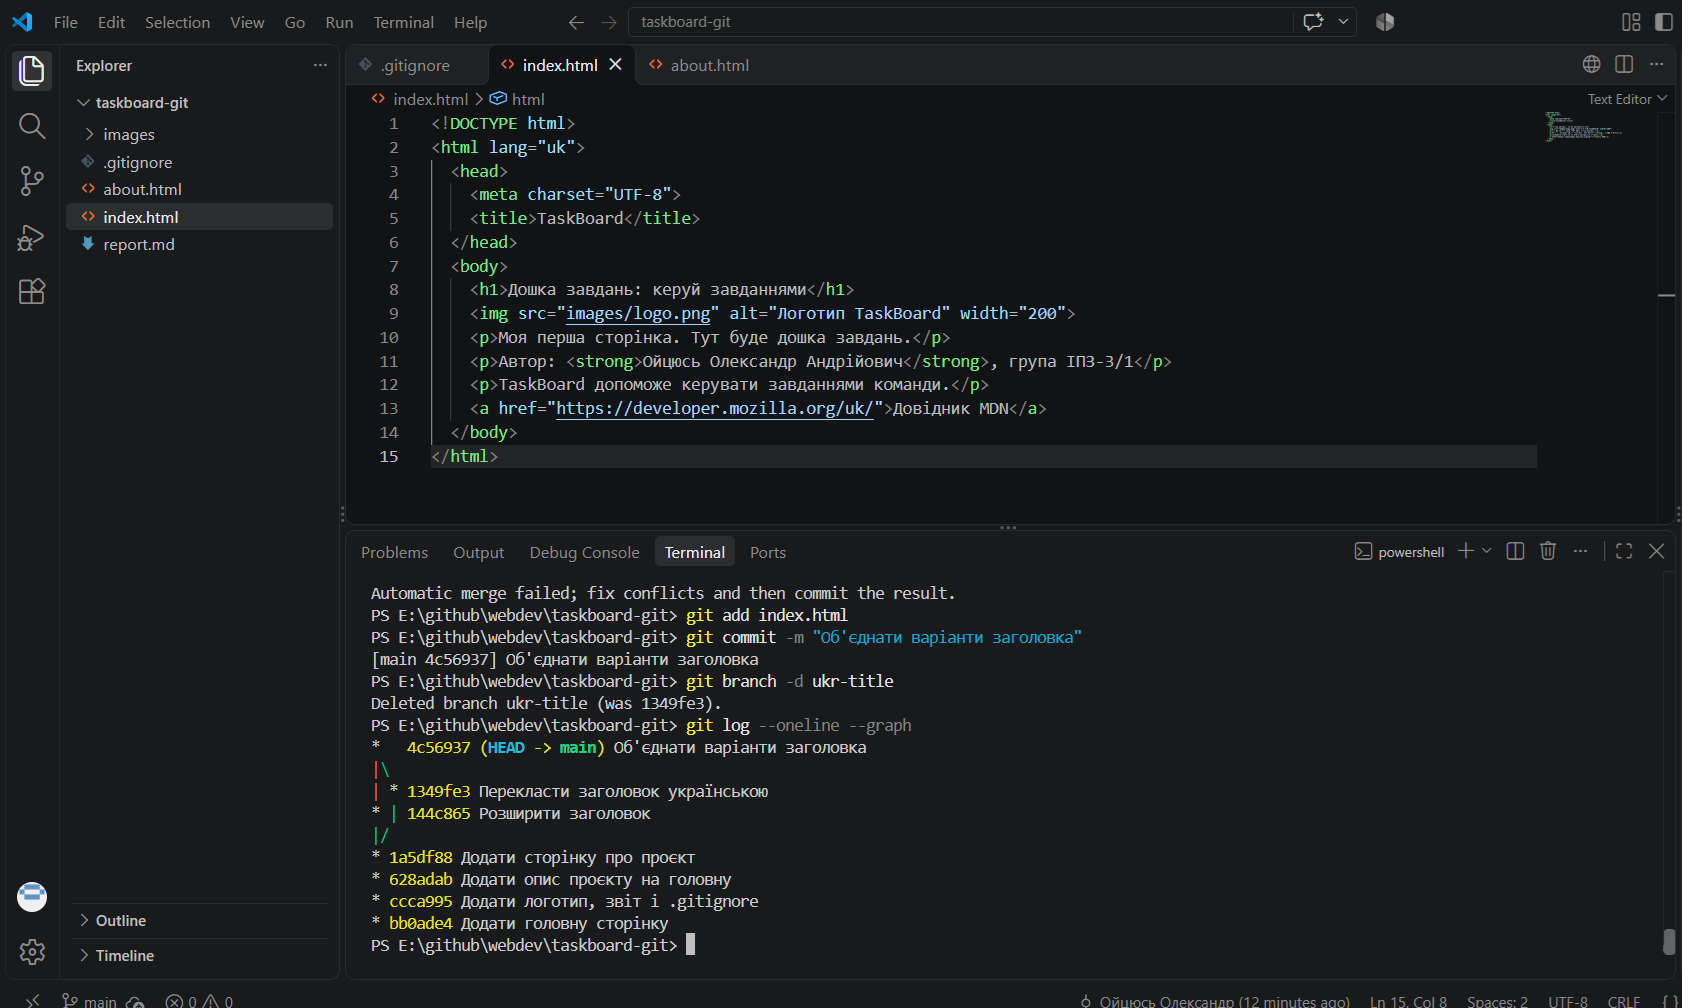 File Edit Selection View Go Run Terminal Help
taskboard-git
Explorer
taskboard-git
images
.gitignore
about.html
index.html
report.md
Outline
Timeline
.gitignore
index.html
about.html
index.html > html
Text Editor
1 <!DOCTYPE html>
2 <html lang="uk">
3 <head>
4 <meta charset="UTF-8">
5 <title>TaskBoard</title>
6 </head>
7 <body>
8 <h1>Дошка завдань: керуй завданнями</h1>
9 <img src="images/logo.png" alt="Логотип TaskBoard" width="200">
10 <p>Моя перша сторінка. Тут буде дошка завдань.</p>
11 <p>Автор: <strong>Ойцюсь Олександр Андрійович</strong>, група ІПЗ-3/1</p>
12 <p>TaskBoard допоможе керувати завданнями команди.</p>
13 <a href="https://developer.mozilla.org/uk/">Довідник MDN</a>
14 </body>
15 </html>
Problems Output Debug Console Terminal Ports
powershell
Automatic merge failed; fix conflicts and then commit the result.
PS E:\github\webdev\taskboard-git> git add index.html
PS E:\github\webdev\taskboard-git> git commit -m "Об'єднати варіанти заголовка"
[main 4c56937] Об'єднати варіанти заголовка
PS E:\github\webdev\taskboard-git> git branch -d ukr-title
Deleted branch ukr-title (was 1349fe3).
PS E:\github\webdev\taskboard-git> git log --oneline --graph
*   4c56937 (HEAD -> main) Об'єднати варіанти заголовка
|\
| * 1349fe3 Перекласти заголовок українською
* | 144c865 Розширити заголовок
|/
* 1a5df88 Додати сторінку про проєкт
* 628adab Додати опис проєкту на головну
* ccca995 Додати логотип, звіт і .gitignore
* bb0ade4 Додати головну сторінку
PS E:\github\webdev\taskboard-git>
main 0 0 Ойцюсь Олександр (12 minutes ago) Ln 15, Col 8 Spaces: 2 UTF-8 CRLF { }